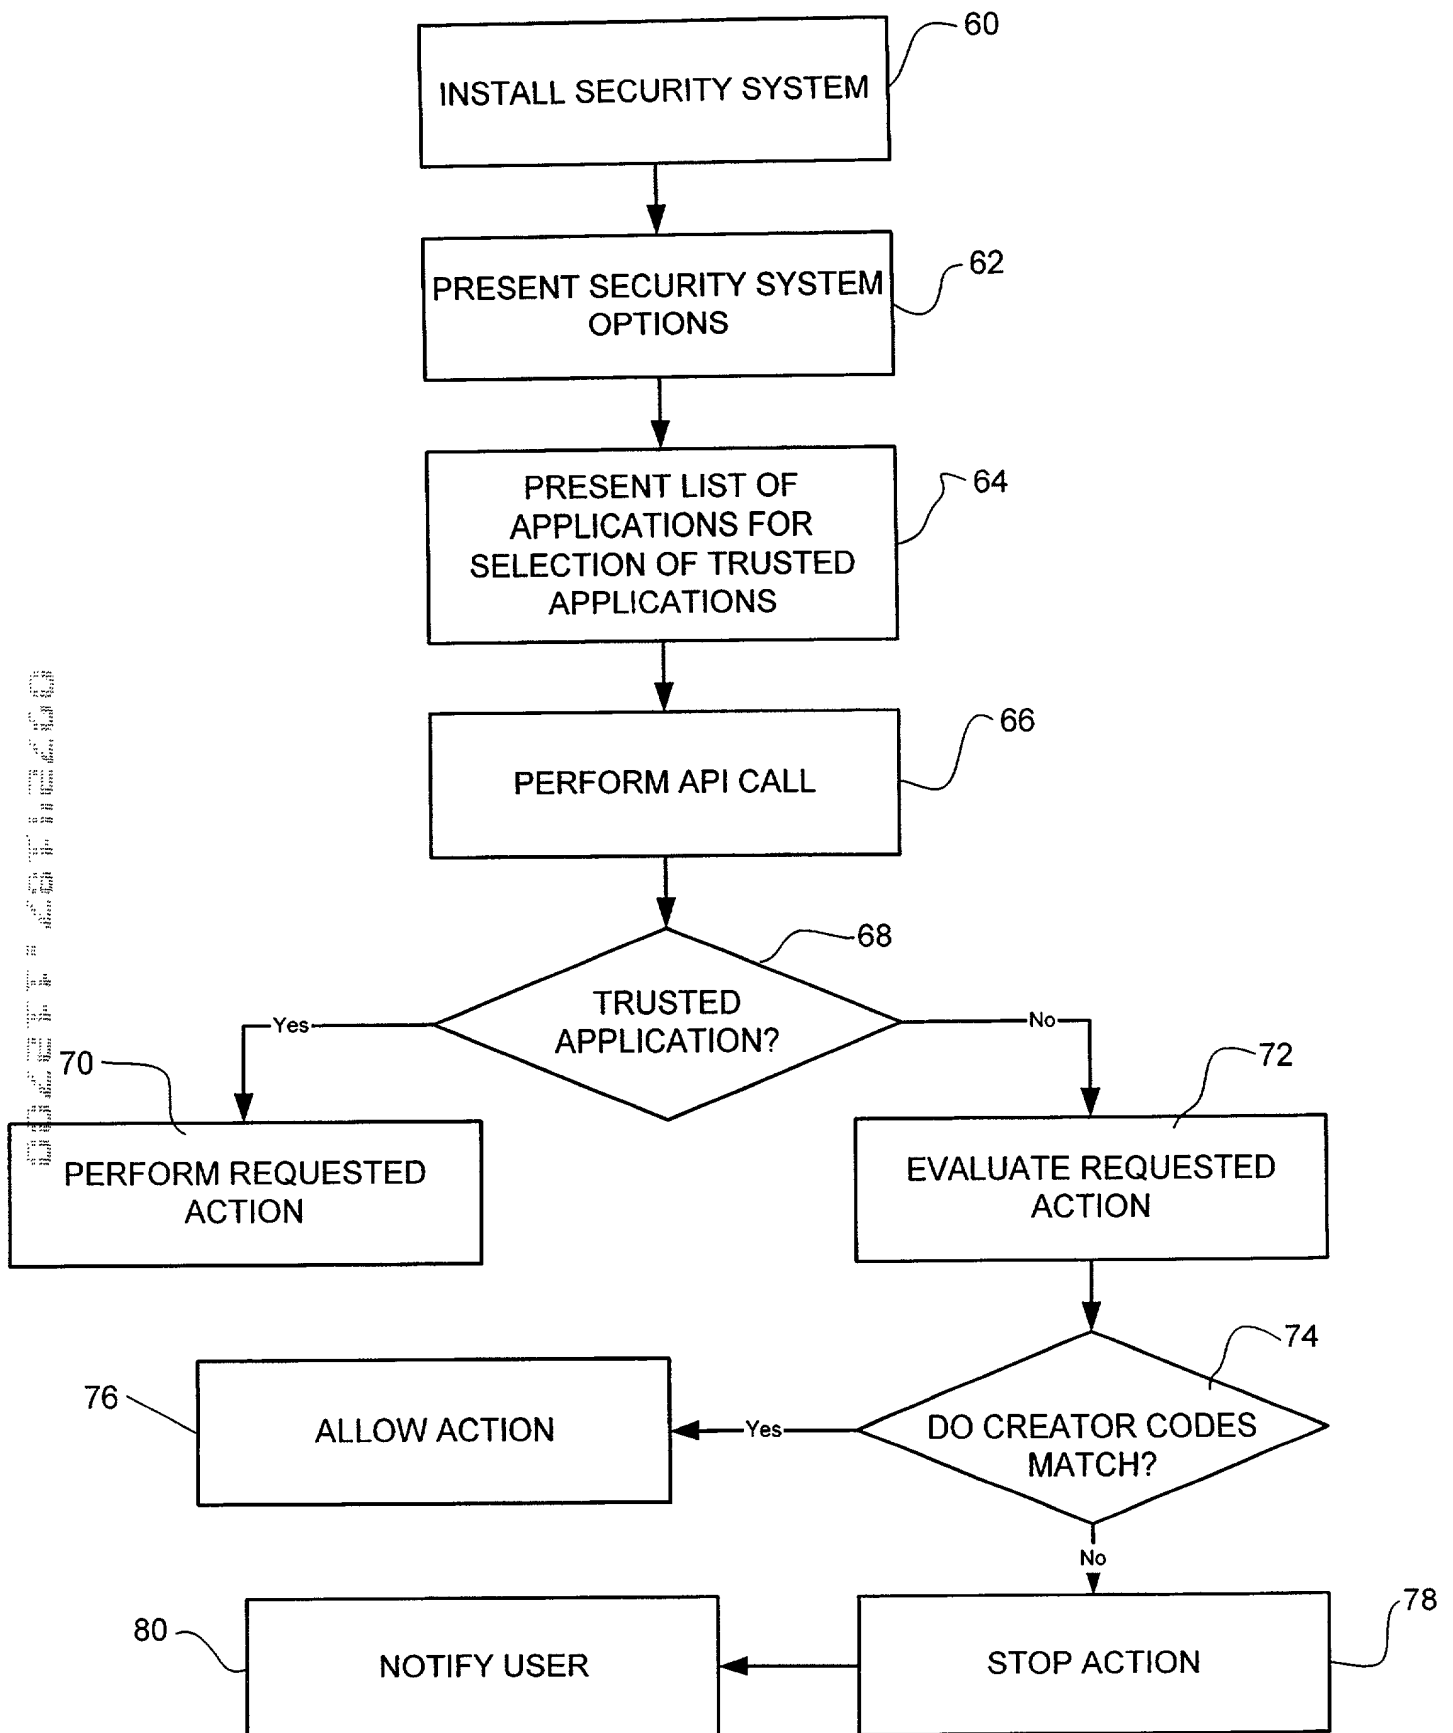 60
INSTALL SECURITY SYSTEM
62
PRESENT SECURITY SYSTEM
OPTIONS
64
PRESENT LIST OF
APPLICATIONS FOR
SELECTION OF TRUSTED
APPLICATIONS
66
PERFORM API CALL
68
TRUSTED
APPLICATION?
Yes
No
70
72
PERFORM REQUESTED
ACTION
EVALUATE REQUESTED
ACTION
74
76
ALLOW ACTION
Yes
DO CREATOR CODES
MATCH?
No
78
80
NOTIFY USER
STOP ACTION